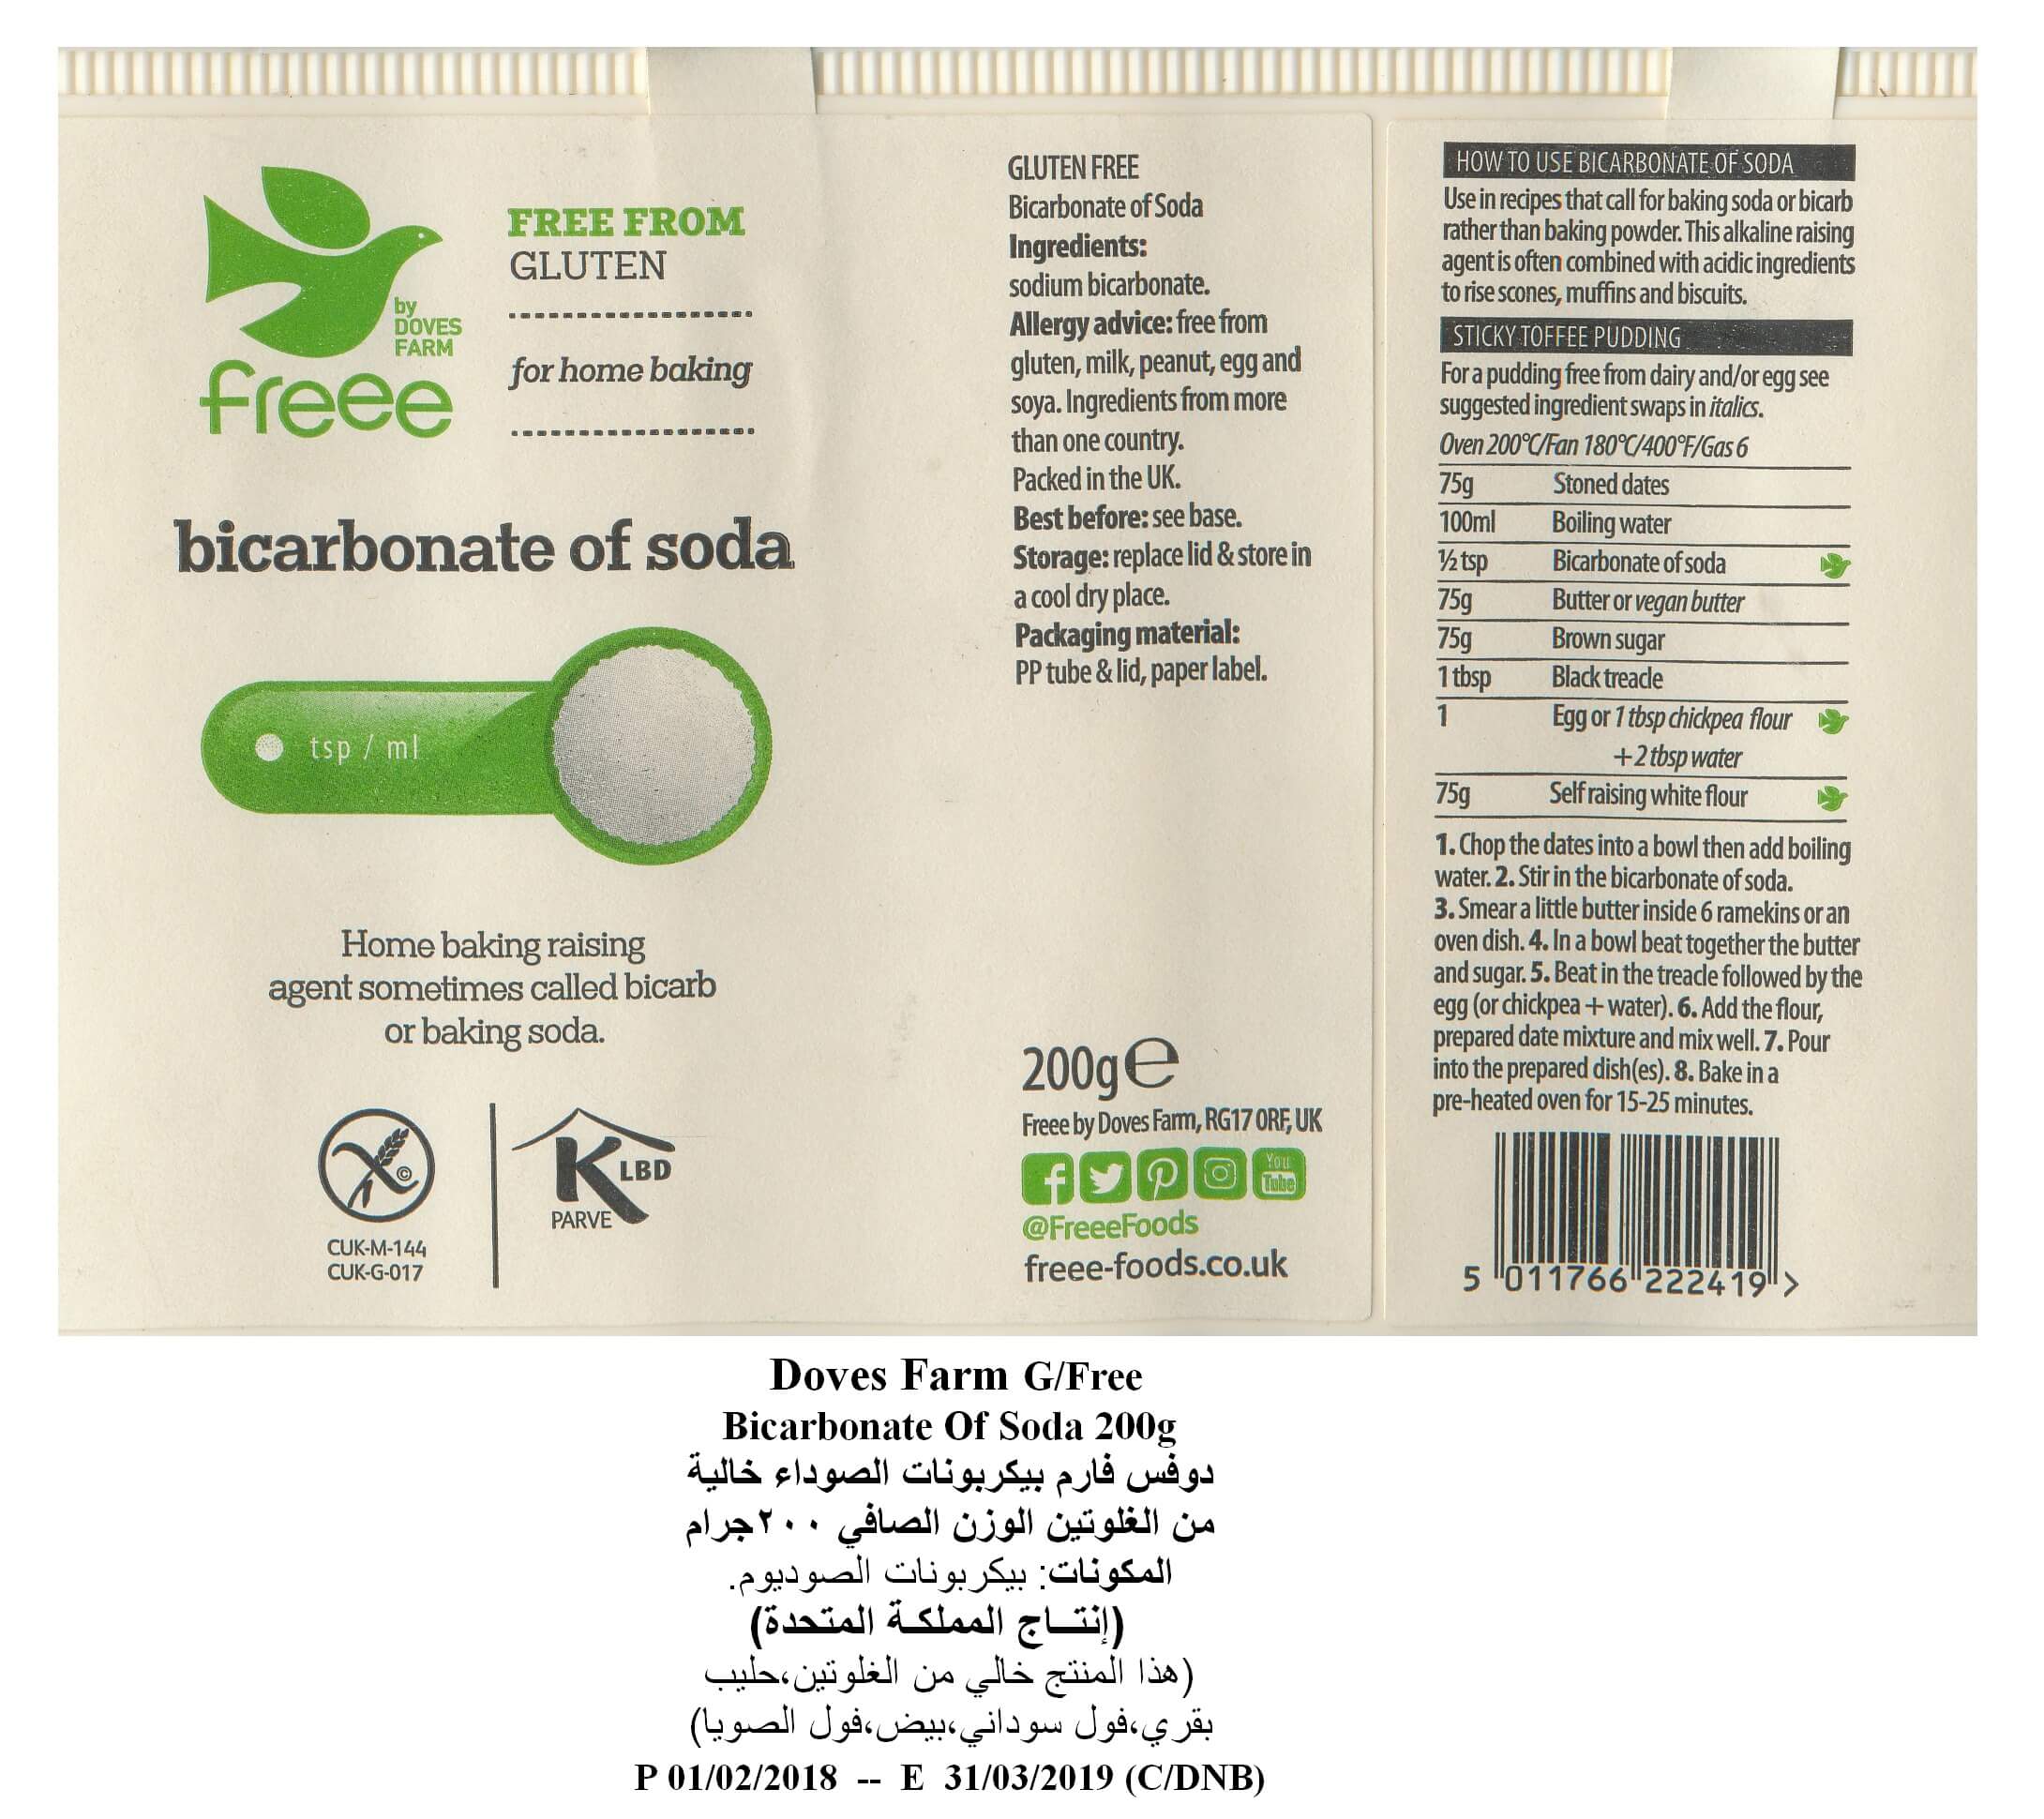 by
DOVES
FARM
freee
FREE FROM
GLUTEN
for home baking
bicarbonate of soda
tsp / ml
Home baking raising
agent sometimes called bicarb
or baking soda.
CUK-M-144
CUK-G-017
K LBD
PARVE
GLUTEN FREE
Bicarbonate of Soda
Ingredients:
sodium bicarbonate.
Allergy advice: free from
gluten, milk, peanut, egg and
soya. Ingredients from more
than one country.
Packed in the UK.
Best before: see base.
Storage: replace lid & store in
a cool dry place.
Packaging material:
PP tube & lid, paper label.
200g℮
Freee by Doves Farm, RG17 0RF, UK
You
Tube
@FreeeFoods
freee-foods.co.uk
HOW TO USE BICARBONATE OF SODA
Use in recipes that call for baking soda or bicarb
rather than baking powder. This alkaline raising
agent is often combined with acidic ingredients
to rise scones, muffins and biscuits.
STICKY TOFFEE PUDDING
For a pudding free from dairy and/or egg see
suggested ingredient swaps in italics.
Oven 200°C/Fan 180°C/400°F/Gas 6
75g Stoned dates
100ml Boiling water
½ tsp Bicarbonate of soda
75g Butter or vegan butter
75g Brown sugar
1 tbsp Black treacle
1 Egg or 1 tbsp chickpea flour
+ 2 tbsp water
75g Self raising white flour
1. Chop the dates into a bowl then add boiling
water. 2. Stir in the bicarbonate of soda.
3. Smear a little butter inside 6 ramekins or an
oven dish. 4. In a bowl beat together the butter
and sugar. 5. Beat in the treacle followed by the
egg (or chickpea + water). 6. Add the flour,
prepared date mixture and mix well. 7. Pour
into the prepared dish(es). 8. Bake in a
pre-heated oven for 15-25 minutes.
5 011766 222419 >
Doves Farm G/Free
Bicarbonate Of Soda 200g
دوفس فارم بيكربونات الصوداء خالية
من الغلوتين الوزن الصافي ٢٠٠جرام
المكونات: بيكربونات الصوديوم.
(إنتــاج المملكة المتحدة)
(هذا المنتج خالي من الغلوتين،حليب
بقري،فول سوداني،بيض،فول الصويا)
P 01/02/2018 -- E 31/03/2019 (C/DNB)